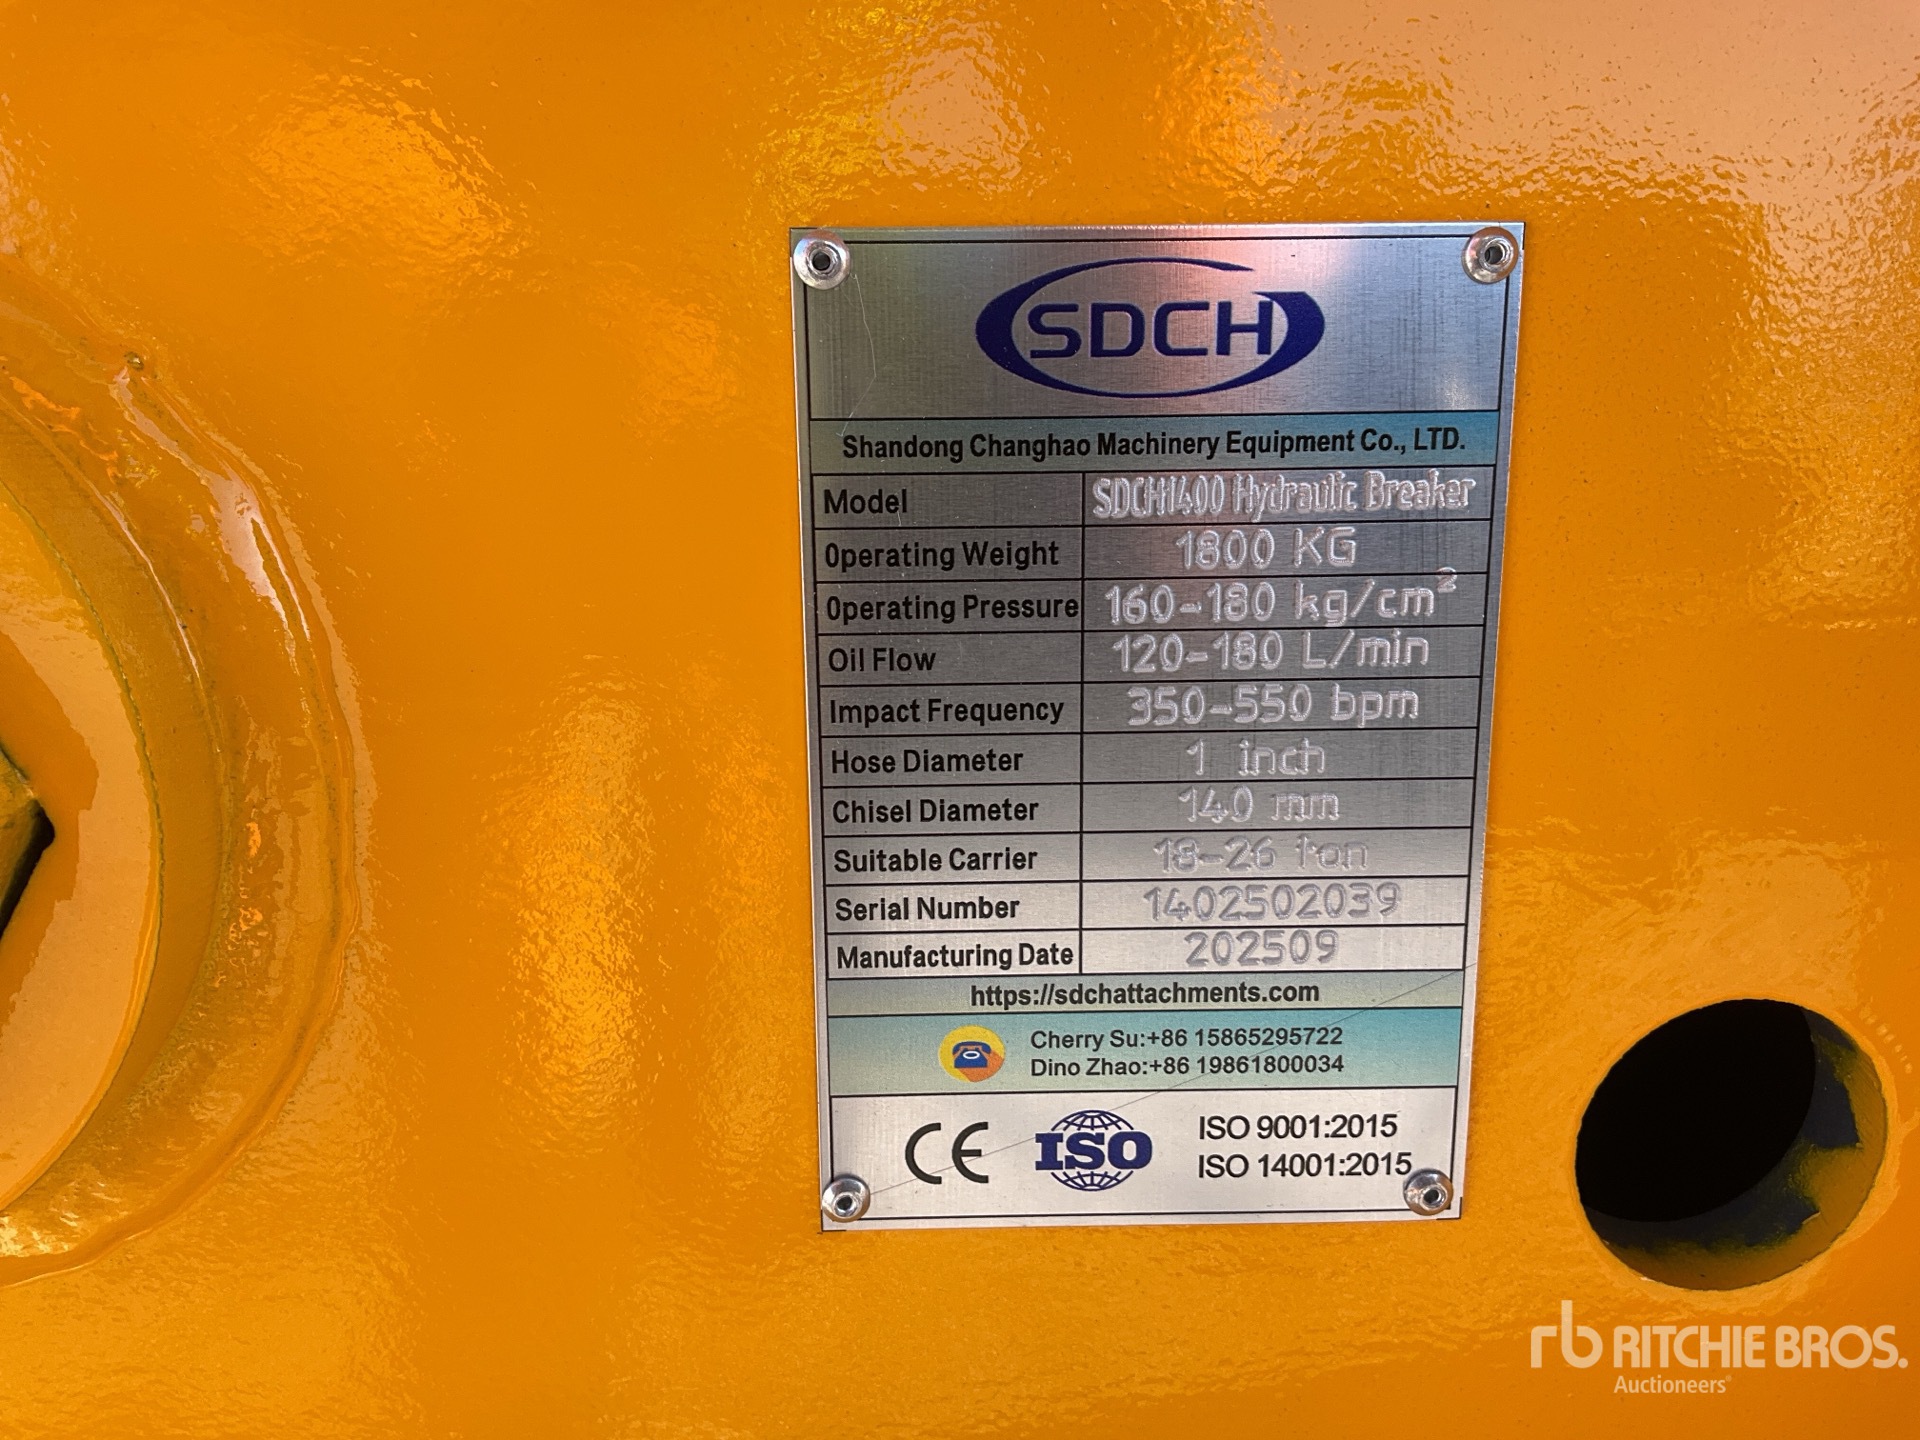 SDCH
Shandong Changhao Machinery Equipment Co., LTD.
Model SDCH1400 Hydraulic Breaker
Operating Weight 1800 KG
Operating Pressure 160-180 kg/cm²
Oil Flow 120-180 L/min
Impact Frequency 350-550 bpm
Hose Diameter 1 inch
Chisel Diameter 140 mm
Suitable Carrier 18-26 ton
Serial Number 1402502039
Manufacturing Date 202509
https://sdchattachments.com
Cherry Su:+86 15865295722
Dino Zhao:+86 19861800034
CE ISO ISO 9001:2015
ISO 14001:2015
rb RITCHIE BROS.
Auctioneers